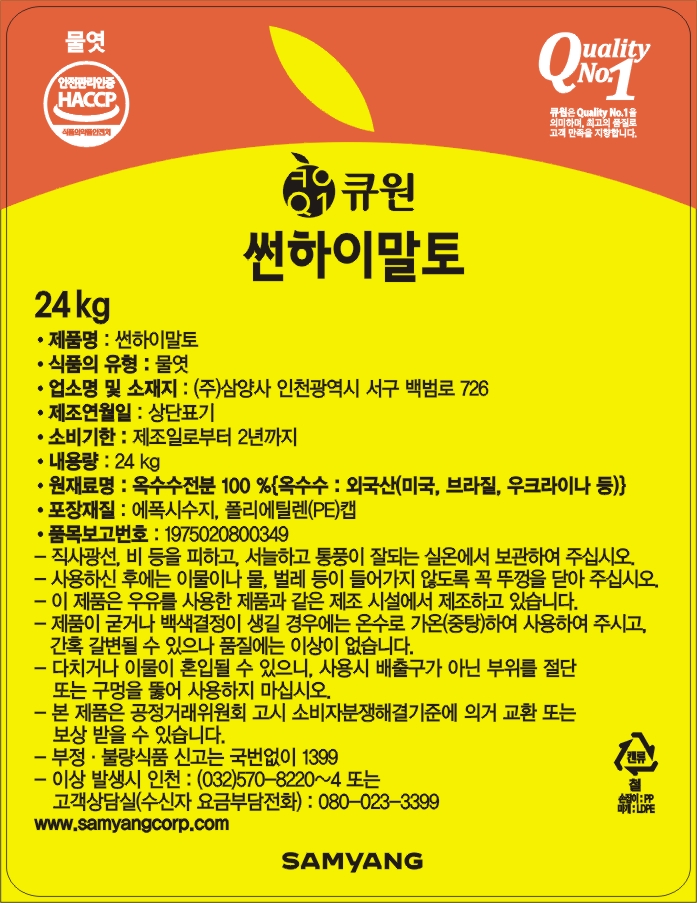 물엿
안전관리인증
HACCP
식품의약품안전처
Quality
No.1
큐원은 Quality No.1을
의미하며, 최고의 품질로
고객 만족을 지향합니다.
Q1
큐원
썬하이말토
24 kg
• 제품명 : 썬하이말토
• 식품의 유형 : 물엿
• 업소명 및 소재지 : (주)삼양사 인천광역시 서구 백범로 726
• 제조연월일 : 상단표기
• 소비기한 : 제조일로부터 2년까지
• 내용량 : 24 kg
• 원재료명 : 옥수수전분 100 %{옥수수 : 외국산(미국, 브라질, 우크라이나 등)}
• 포장재질 : 에폭시수지, 폴리에틸렌(PE)캡
• 품목보고번호 : 1975020800349
– 직사광선, 비 등을 피하고, 서늘하고 통풍이 잘되는 실온에서 보관하여 주십시오.
– 사용하신 후에는 이물이나 물, 벌레 등이 들어가지 않도록 꼭 뚜껑을 닫아 주십시오.
– 이 제품은 우유를 사용한 제품과 같은 제조 시설에서 제조하고 있습니다.
– 제품이 굳거나 백색결정이 생길 경우에는 온수로 가온(중탕)하여 사용하여 주시고,
간혹 갈변될 수 있으나 품질에는 이상이 없습니다.
– 다치거나 이물이 혼입될 수 있으니, 사용시 배출구가 아닌 부위를 절단
또는 구멍을 뚫어 사용하지 마십시오.
– 본 제품은 공정거래위원회 고시 소비자분쟁해결기준에 의거 교환 또는
보상 받을 수 있습니다.
– 부정 · 불량식품 신고는 국번없이 1399
– 이상 발생시 인천 : (032)570–8220~4 또는
고객상담실(수신자 요금부담전화) : 080–023–3399
www.samyangcorp.com
캔류
철
손잡이 : PP
마개 : LDPE
SAMYANG